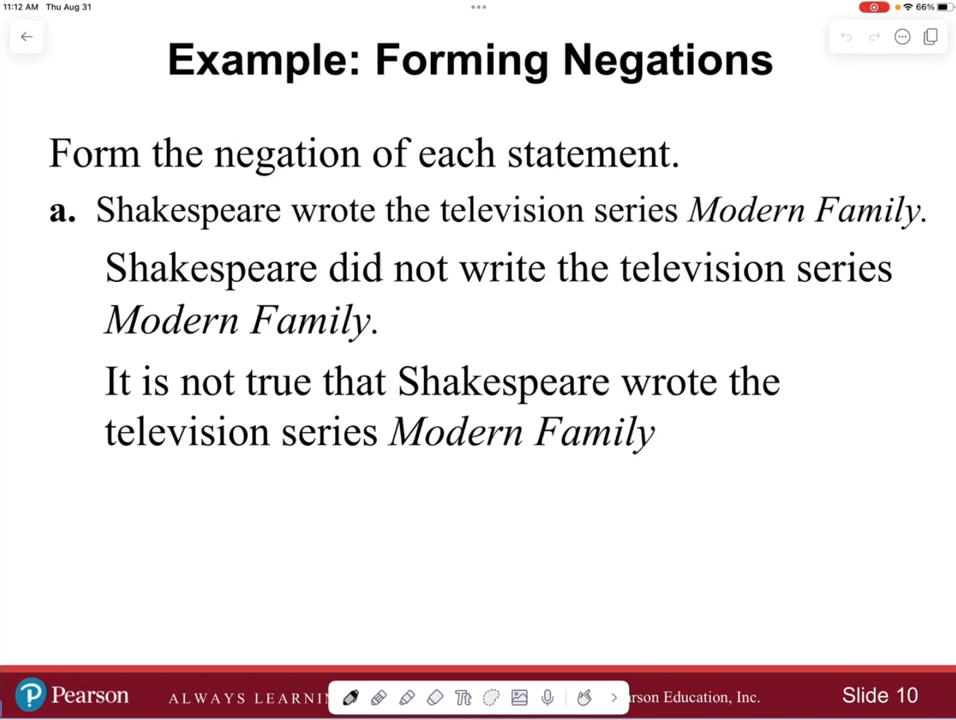 11:12 AM Thu Aug 31
66%
Example: Forming Negations
Form the negation of each statement.
a. Shakespeare wrote the television series Modern Family.
Shakespeare did not write the television series
Modern Family.
It is not true that Shakespeare wrote the
television series Modern Family
Pearson
ALWAYS
Tt
Education, Inc.
Slide 10